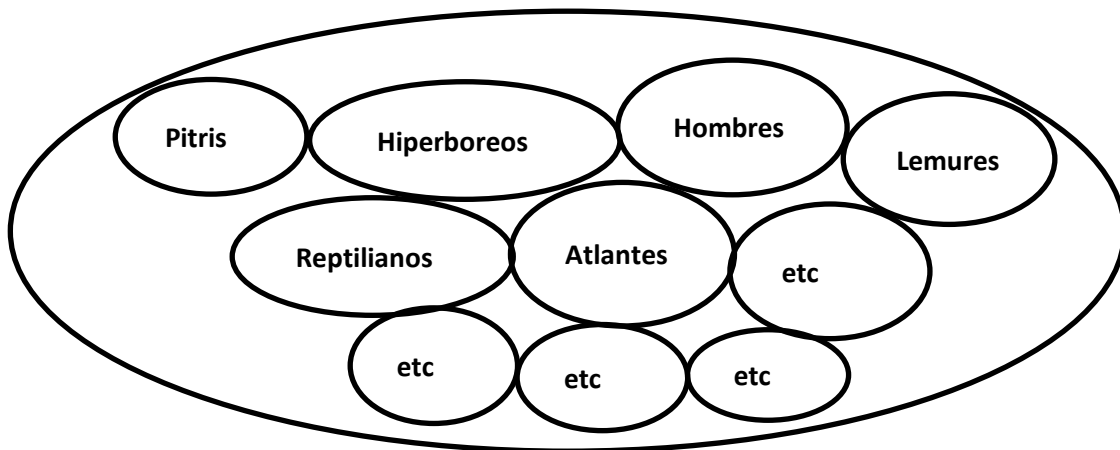 Pitris
Hiperboreos
Hombres
Lemures
Reptilianos
Atlantes
etc
etc
etc
etc